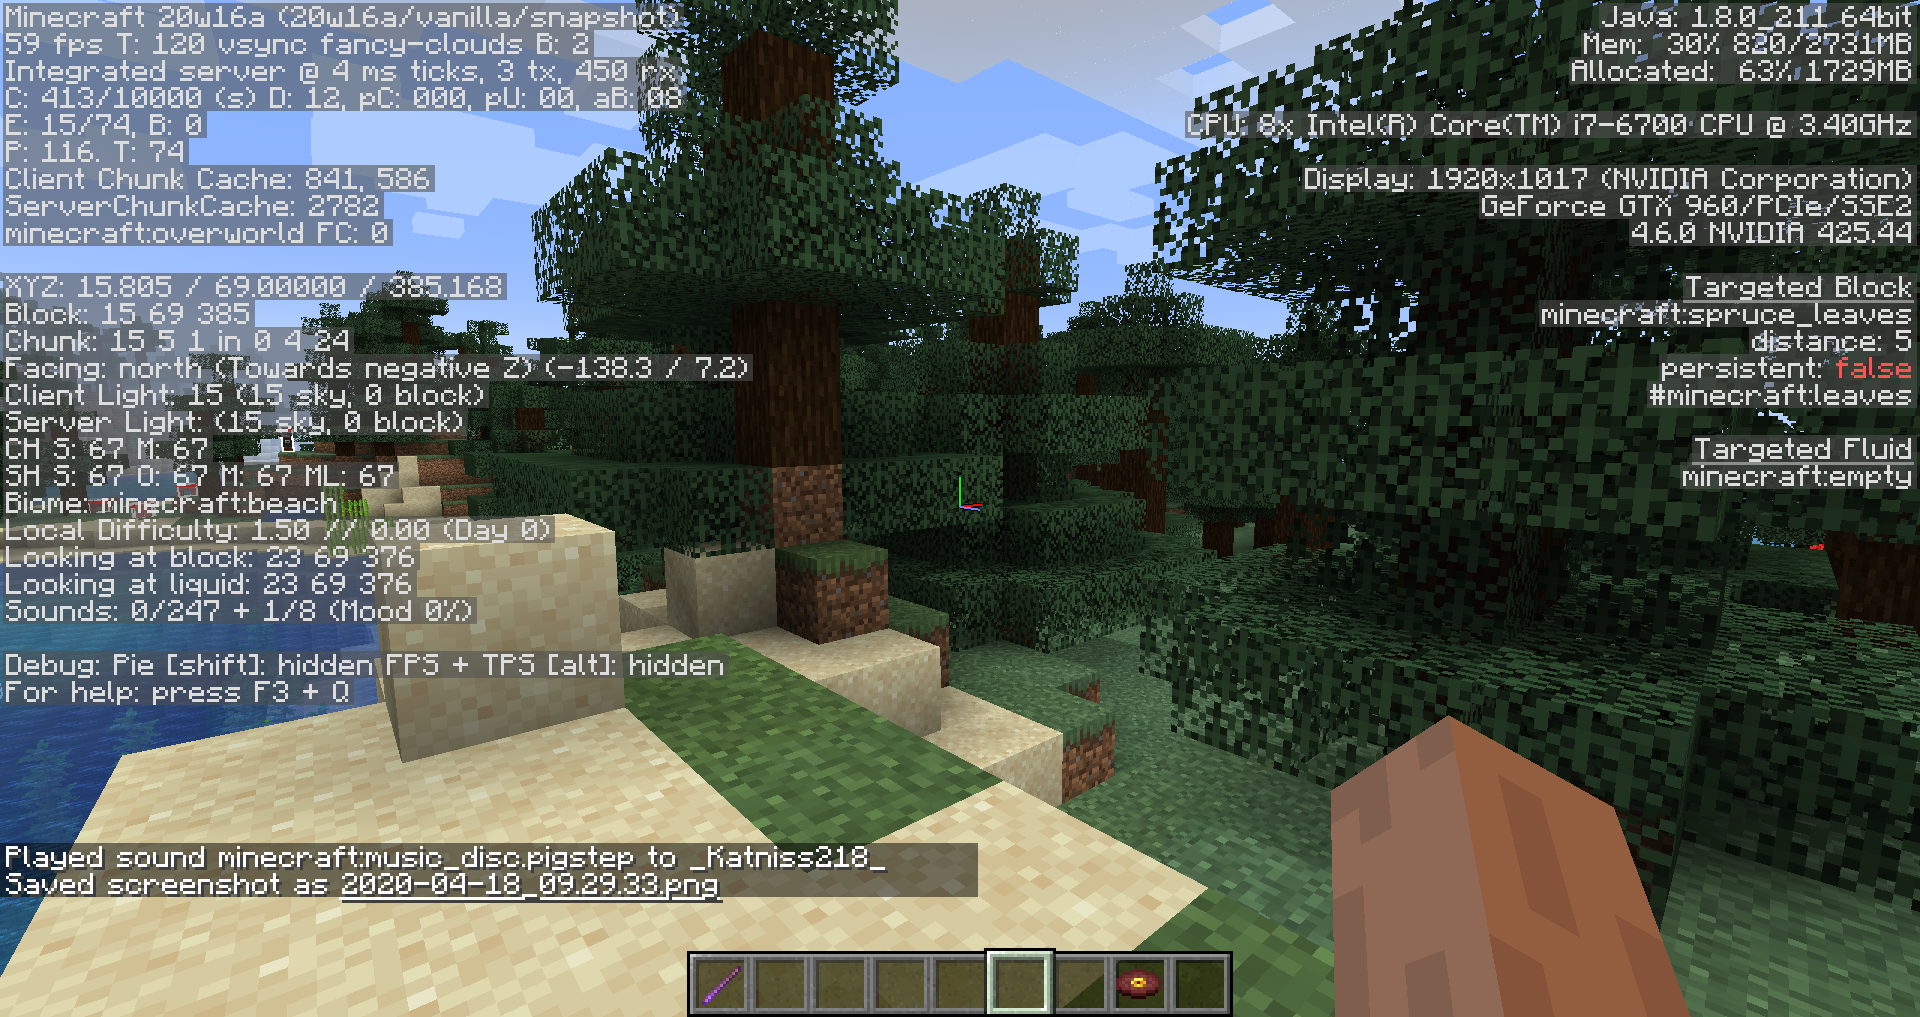 Minecraft 20w16a (20w16a/vanilla/snapshot)
59 fps T: 120 vsync fancy-clouds B: 2
Integrated server @ 4 ms ticks, 3 tx, 450 rx
C: 413/10000 (s) D: 12, pC: 000, pU: 00, aB: 08
E: 15/74, B: 0
P: 116. T: 74
Client Chunk Cache: 841, 586
ServerChunkCache: 2782
minecraft:overworld FC: 0
XYZ: 15.805 / 69.00000 / 385.168
Block: 15 69 385
Chunk: 15 5 1 in 0 4 24
Facing: north (Towards negative Z) (-138.3 / 7.2)
Client Light: 15 (15 sky, 0 block)
Server Light: (15 sky, 0 block)
CH S: 67 M: 67
SH S: 67 O: 67 M: 67 ML: 67
Biome: minecraft:beach
Local Difficulty: 1.50 // 0.00 (Day 0)
Looking at block: 23 69 376
Looking at liquid: 23 69 376
Sounds: 0/247 + 1/8 (Mood 0%)
Debug: Pie [shift]: hidden FPS + TPS [alt]: hidden
For help: press F3 + Q
Java: 1.8.0_211 64bit
Mem: 30% 820/2731MB
Allocated: 63% 1729MB
CPU: 8x Intel(R) Core(TM) i7-6700 CPU @ 3.40GHz
Display: 1920x1017 (NVIDIA Corporation)
GeForce GTX 960/PCIe/SSE2
4.6.0 NVIDIA 425.44
Targeted Block
minecraft:spruce_leaves
distance: 5
persistent: false
#minecraft:leaves
Targeted Fluid
minecraft:empty
Played sound minecraft:music_disc.pigstep to _Katniss218_
Saved screenshot as 2020-04-18_09.29.33.png